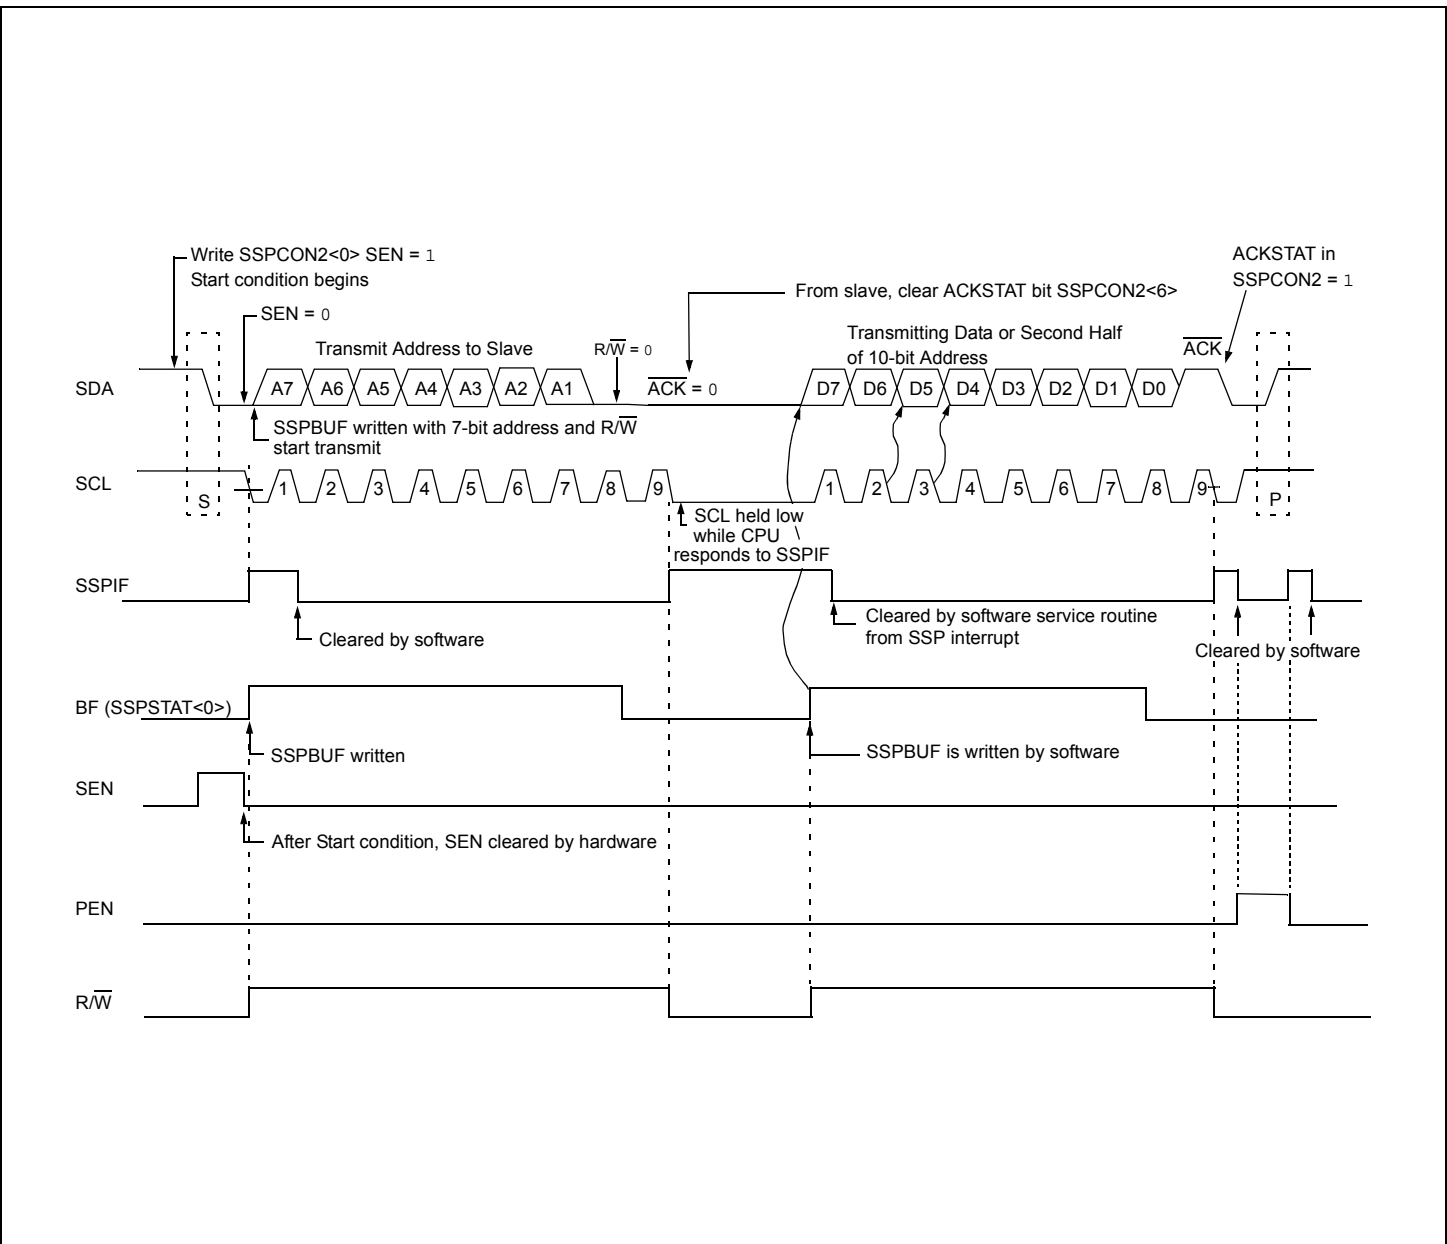 Write SSPCON2<0> SEN = 1
Start condition begins
ACKSTAT in
SSPCON2 = 1
From slave, clear ACKSTAT bit SSPCON2<6>
SEN = 0
Transmit Address to Slave
R/W̅ = 0
Transmitting Data or Second Half
of 10-bit Address
A̅C̅K̅
SDA
A7 A6 A5 A4 A3 A2 A1
A̅C̅K̅ = 0
D7 D6 D5 D4 D3 D2 D1 D0
SSPBUF written with 7-bit address and R/W̅
start transmit
SCL
S
1 2 3 4 5 6 7 8 9
1 2 3 4 5 6 7 8 9
P
SCL held low
while CPU
responds to SSPIF
SSPIF
Cleared by software
Cleared by software service routine
from SSP interrupt
Cleared by software
BF (SSPSTAT<0>)
SSPBUF written
SSPBUF is written by software
SEN
After Start condition, SEN cleared by hardware
PEN
R/W̅